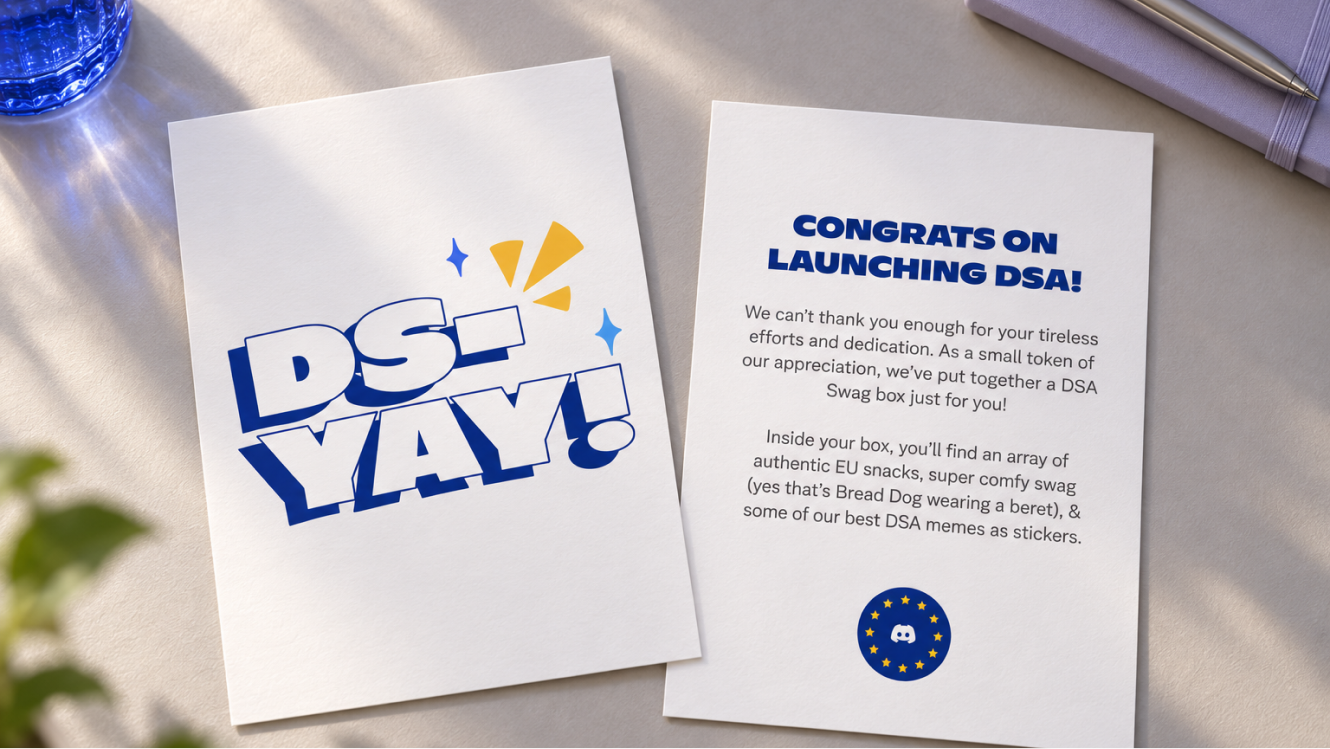 DS-
YAY!
CONGRATS ON
LAUNCHING DSA!
We can't thank you enough for your tireless
efforts and dedication. As a small token of
our appreciation, we've put together a DSA
Swag box just for you!
Inside your box, you'll find an array of
authentic EU snacks, super comfy swag
(yes that's Bread Dog wearing a beret), &
some of our best DSA memes as stickers.